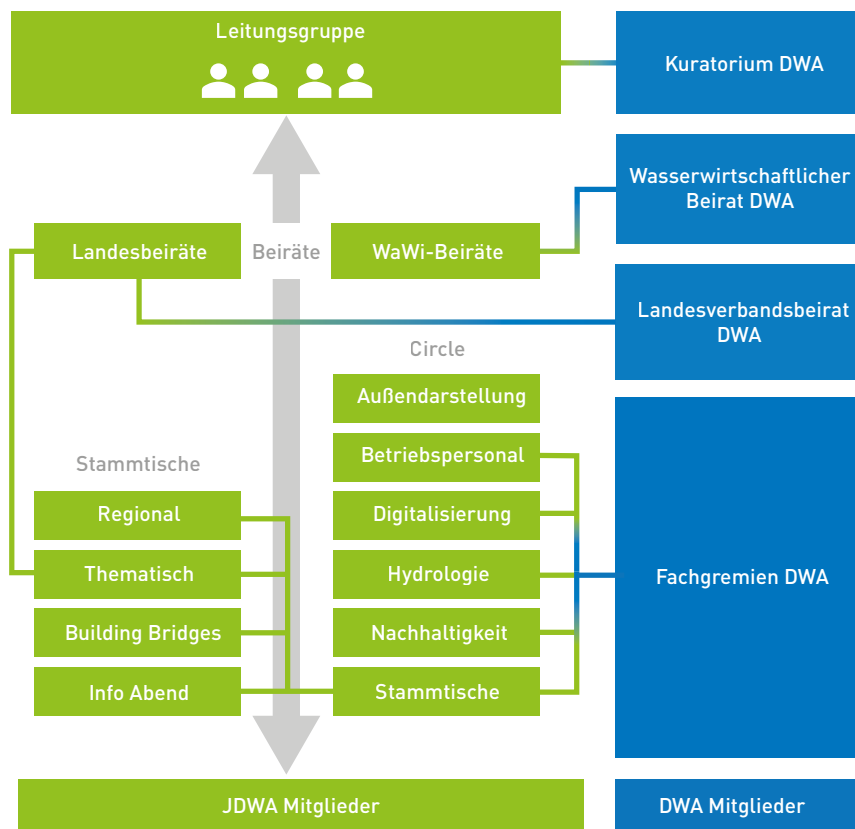 Leitungsgruppe
Kuratorium DWA
Wasserwirtschaftlicher
Beirat DWA
Landesbeiräte
Beiräte
WaWi-Beiräte
Landesverbandsbeirat
DWA
Circle
Außendarstellung
Betriebspersonal
Digitalisierung
Hydrologie
Nachhaltigkeit
Stammtische
Stammtische
Regional
Thematisch
Building Bridges
Info Abend
Fachgremien DWA
JDWA Mitglieder
DWA Mitglieder